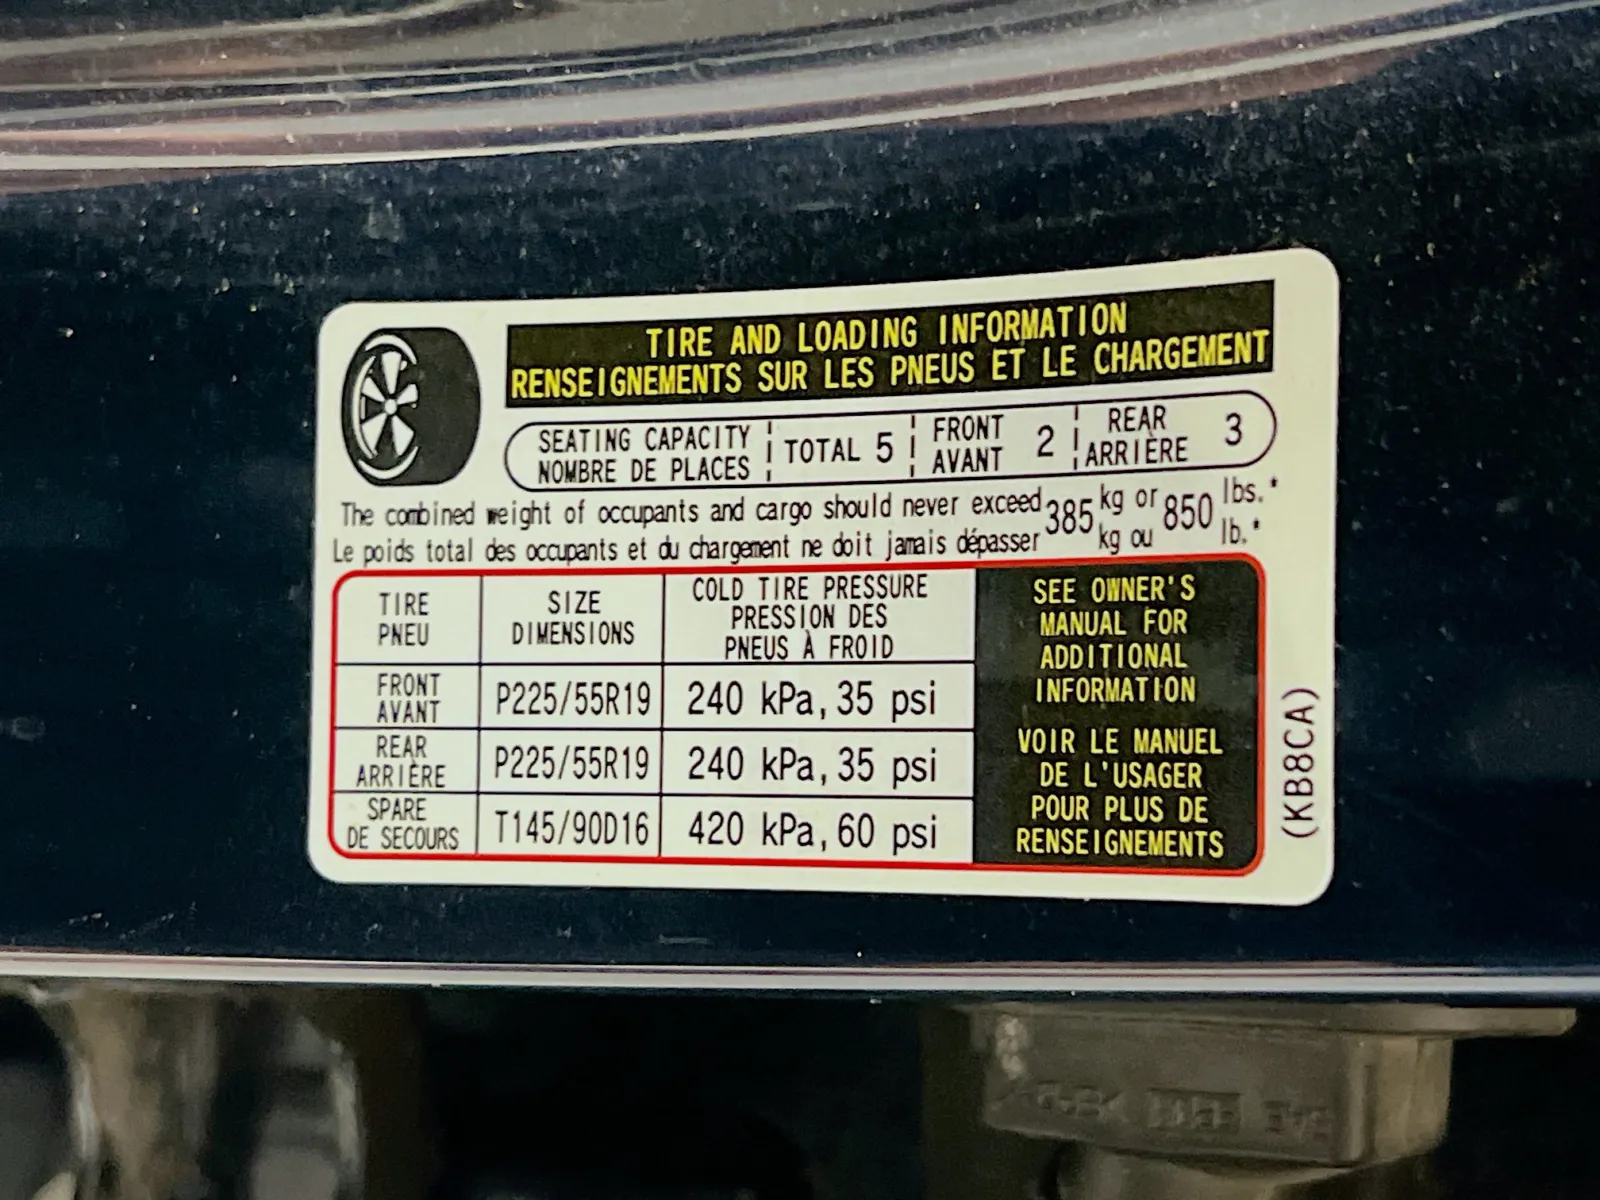 TIRE AND LOADING INFORMATION
RENSEIGNEMENTS SUR LES PNEUS ET LE CHARGEMENT
SEATING CAPACITY TOTAL 5 FRONT 2 REAR 3
NOMBRE DE PLACES AVANT ARRIÈRE
The combined weight of occupants and cargo should never exceed 385 kg or 850 lbs.*
Le poids total des occupants et du chargement ne doit jamais dépasser kg ou lb.*
TIRE
PNEU
SIZE
DIMENSIONS
COLD TIRE PRESSURE
PRESSION DES
PNEUS À FROID
FRONT
AVANT
P225/55R19
240 kPa, 35 psi
REAR
ARRIÈRE
P225/55R19
240 kPa, 35 psi
SPARE
DE SECOURS
T145/90D16
420 kPa, 60 psi
SEE OWNER'S
MANUAL FOR
ADDITIONAL
INFORMATION
VOIR LE MANUEL
DE L'USAGER
POUR PLUS DE
RENSEIGNEMENTS
(KB8CA)